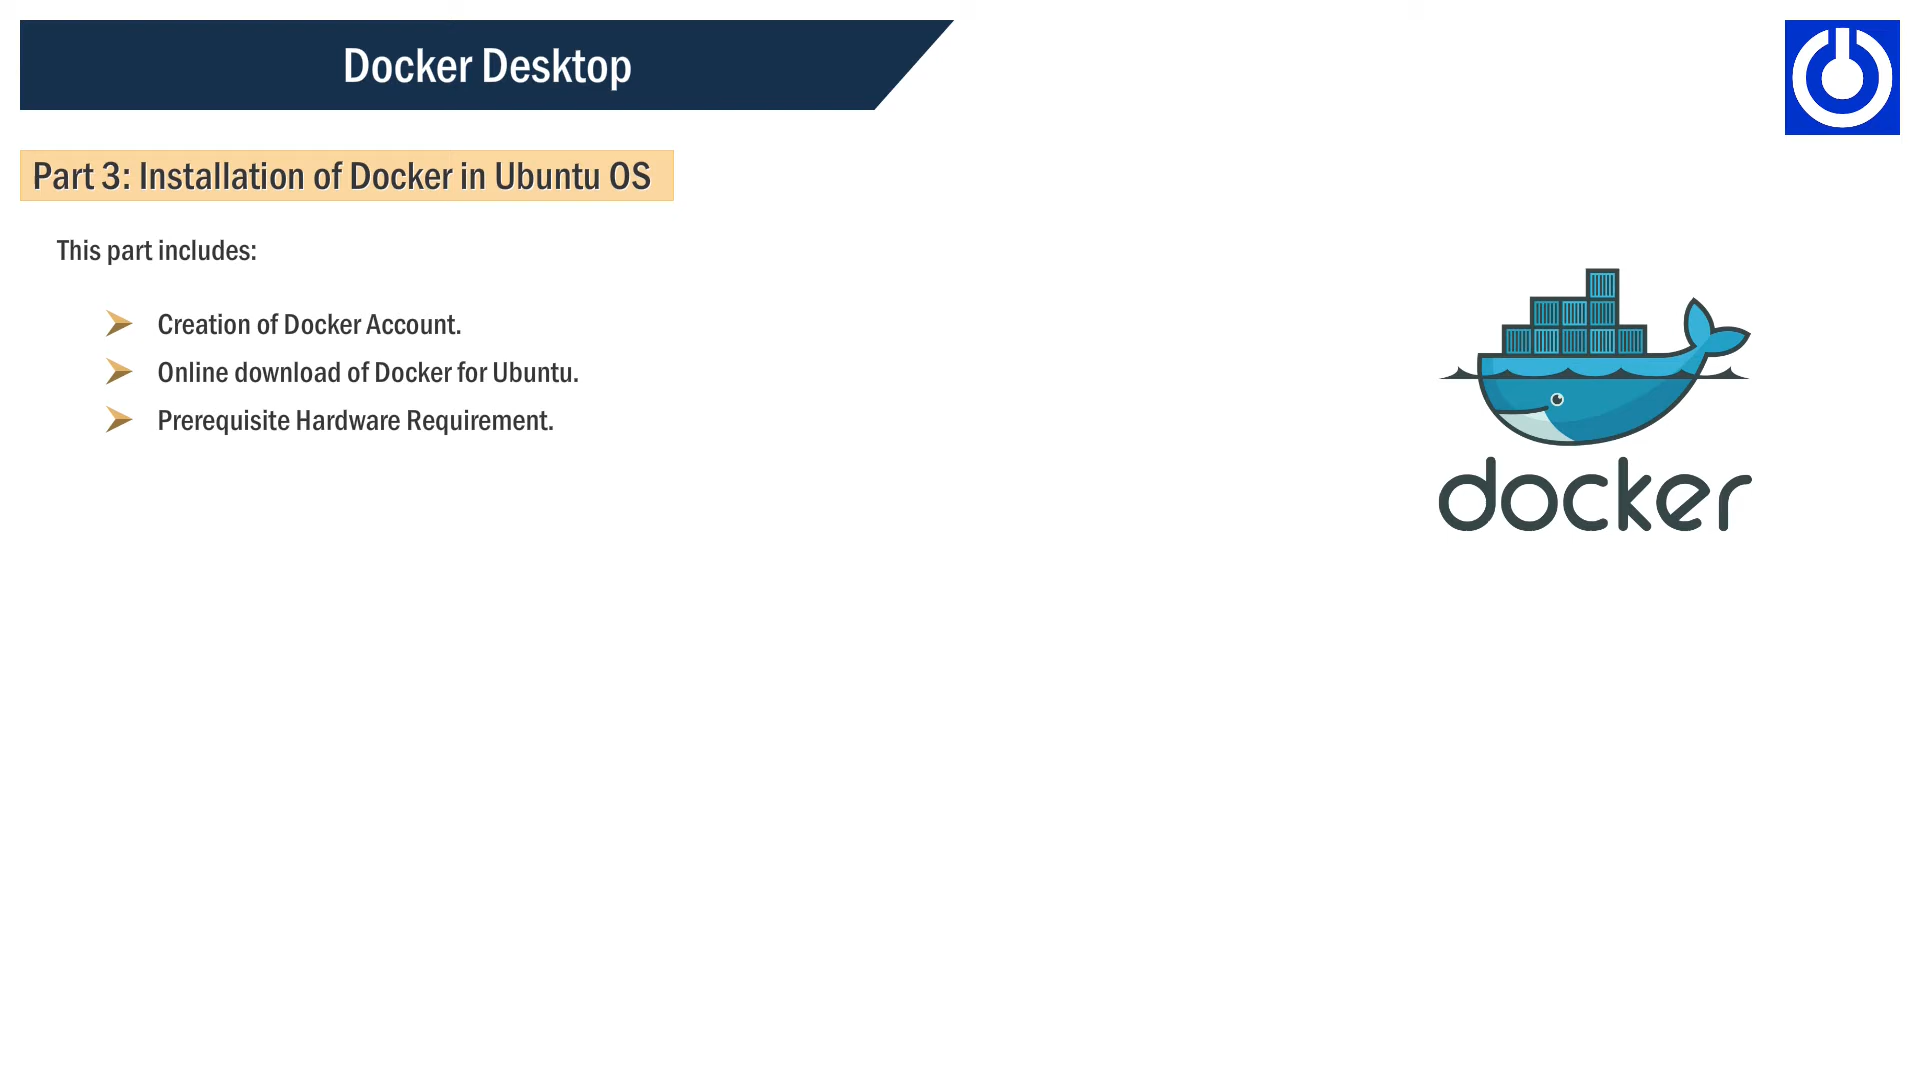 Docker Desktop
Part 3: Installation of Docker in Ubuntu OS
This part includes:
Creation of Docker Account.
Online download of Docker for Ubuntu.
Prerequisite Hardware Requirement.
docker